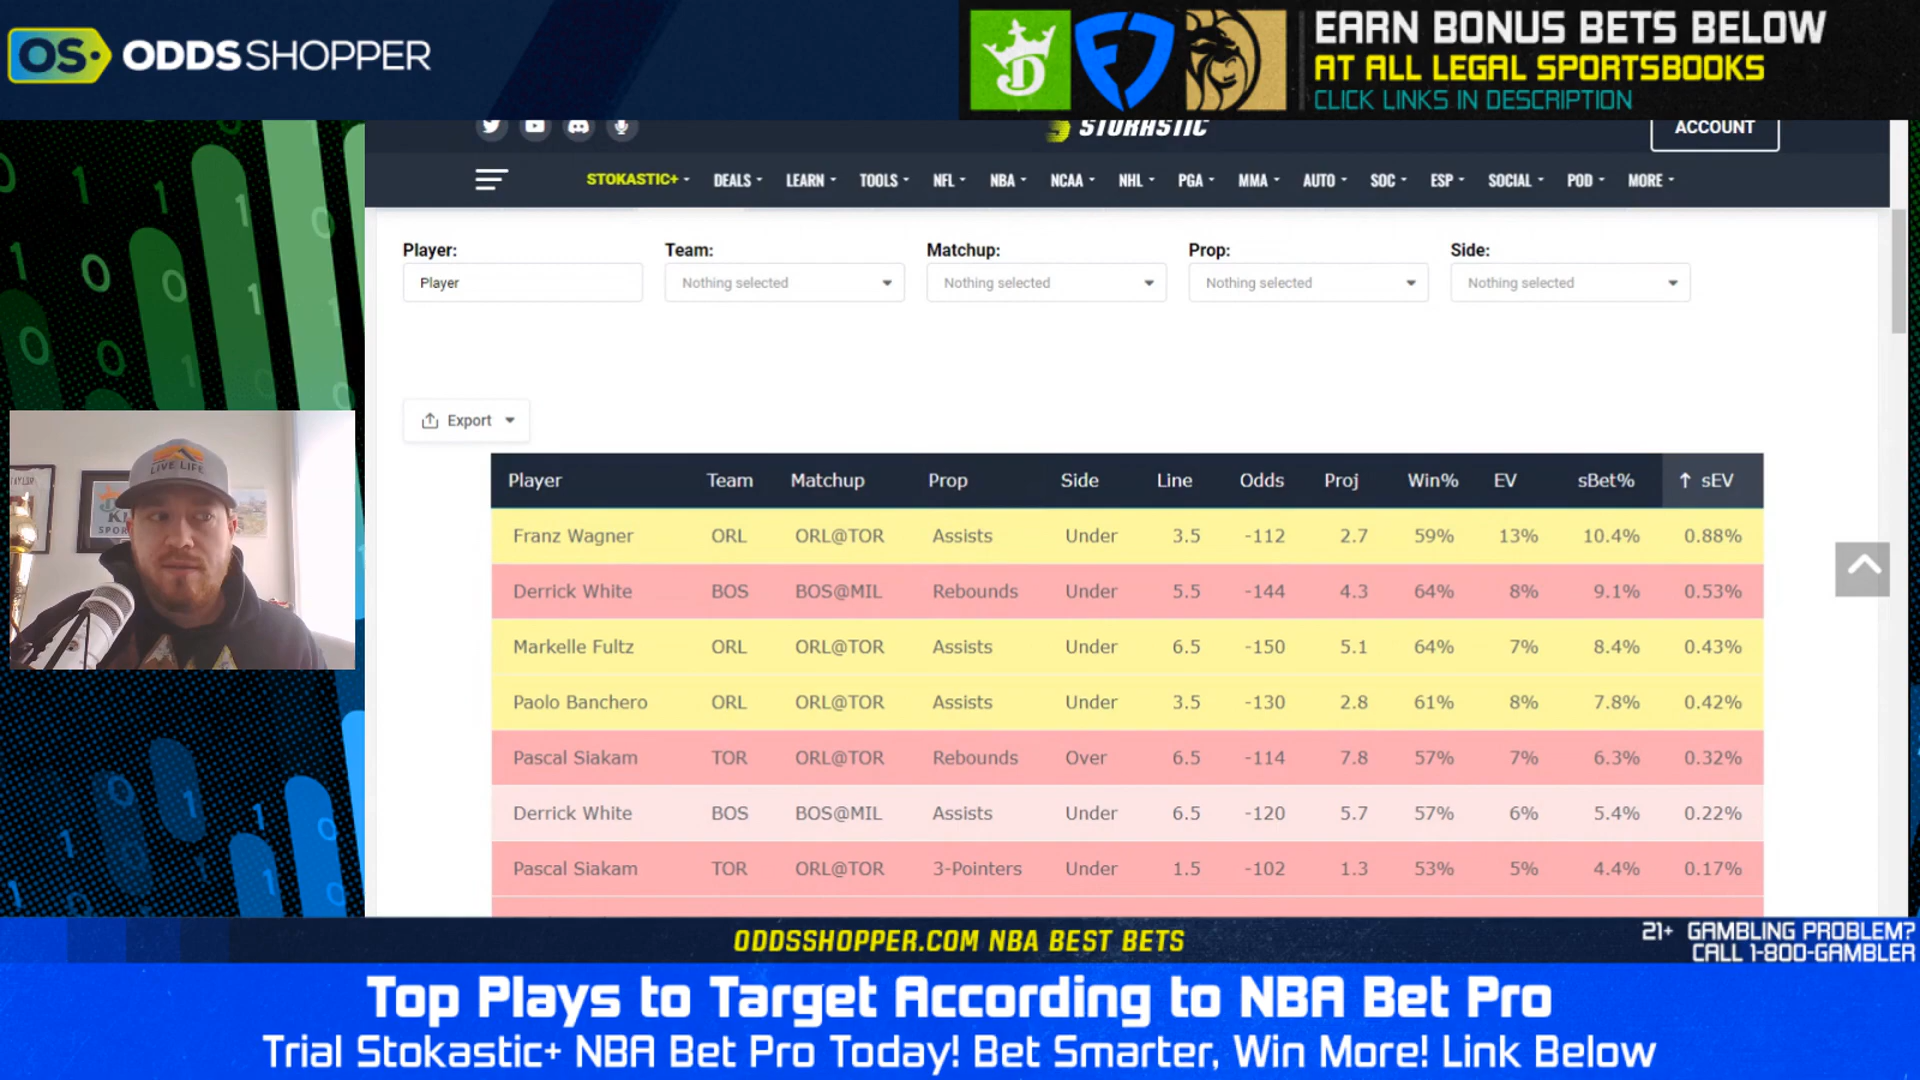 OS ODDSSHOPPER
EARN BONUS BETS BELOW
AT ALL LEGAL SPORTSBOOKS
CLICK LINKS IN DESCRIPTION
STOKASTIC
ACCOUNT
STOKASTIC+ DEALS LEARN TOOLS NFL NBA NCAA NHL PGA MMA AUTO SOC ESP SOCIAL POD MORE
Player: Team: Matchup: Prop: Side:
Player Nothing selected Nothing selected Nothing selected Nothing selected
Export
Player Team Matchup Prop Side Line Odds Proj Win% EV sBet% ↑ sEV
Franz Wagner ORL ORL@TOR Assists Under 3.5 -112 2.7 59% 13% 10.4% 0.88%
Derrick White BOS BOS@MIL Rebounds Under 5.5 -144 4.3 64% 8% 9.1% 0.53%
Markelle Fultz ORL ORL@TOR Assists Under 6.5 -150 5.1 64% 7% 8.4% 0.43%
Paolo Banchero ORL ORL@TOR Assists Under 3.5 -130 2.8 61% 8% 7.8% 0.42%
Pascal Siakam TOR ORL@TOR Rebounds Over 6.5 -114 7.8 57% 7% 6.3% 0.32%
Derrick White BOS BOS@MIL Assists Under 6.5 -120 5.7 57% 6% 5.4% 0.22%
Pascal Siakam TOR ORL@TOR 3-Pointers Under 1.5 -102 1.3 53% 5% 4.4% 0.17%
LIVE LIFE
ODDSSHOPPER.COM NBA BEST BETS
21+ GAMBLING PROBLEM?
CALL 1-800-GAMBLER
Top Plays to Target According to NBA Bet Pro
Trial Stokastic+ NBA Bet Pro Today! Bet Smarter, Win More! Link Below